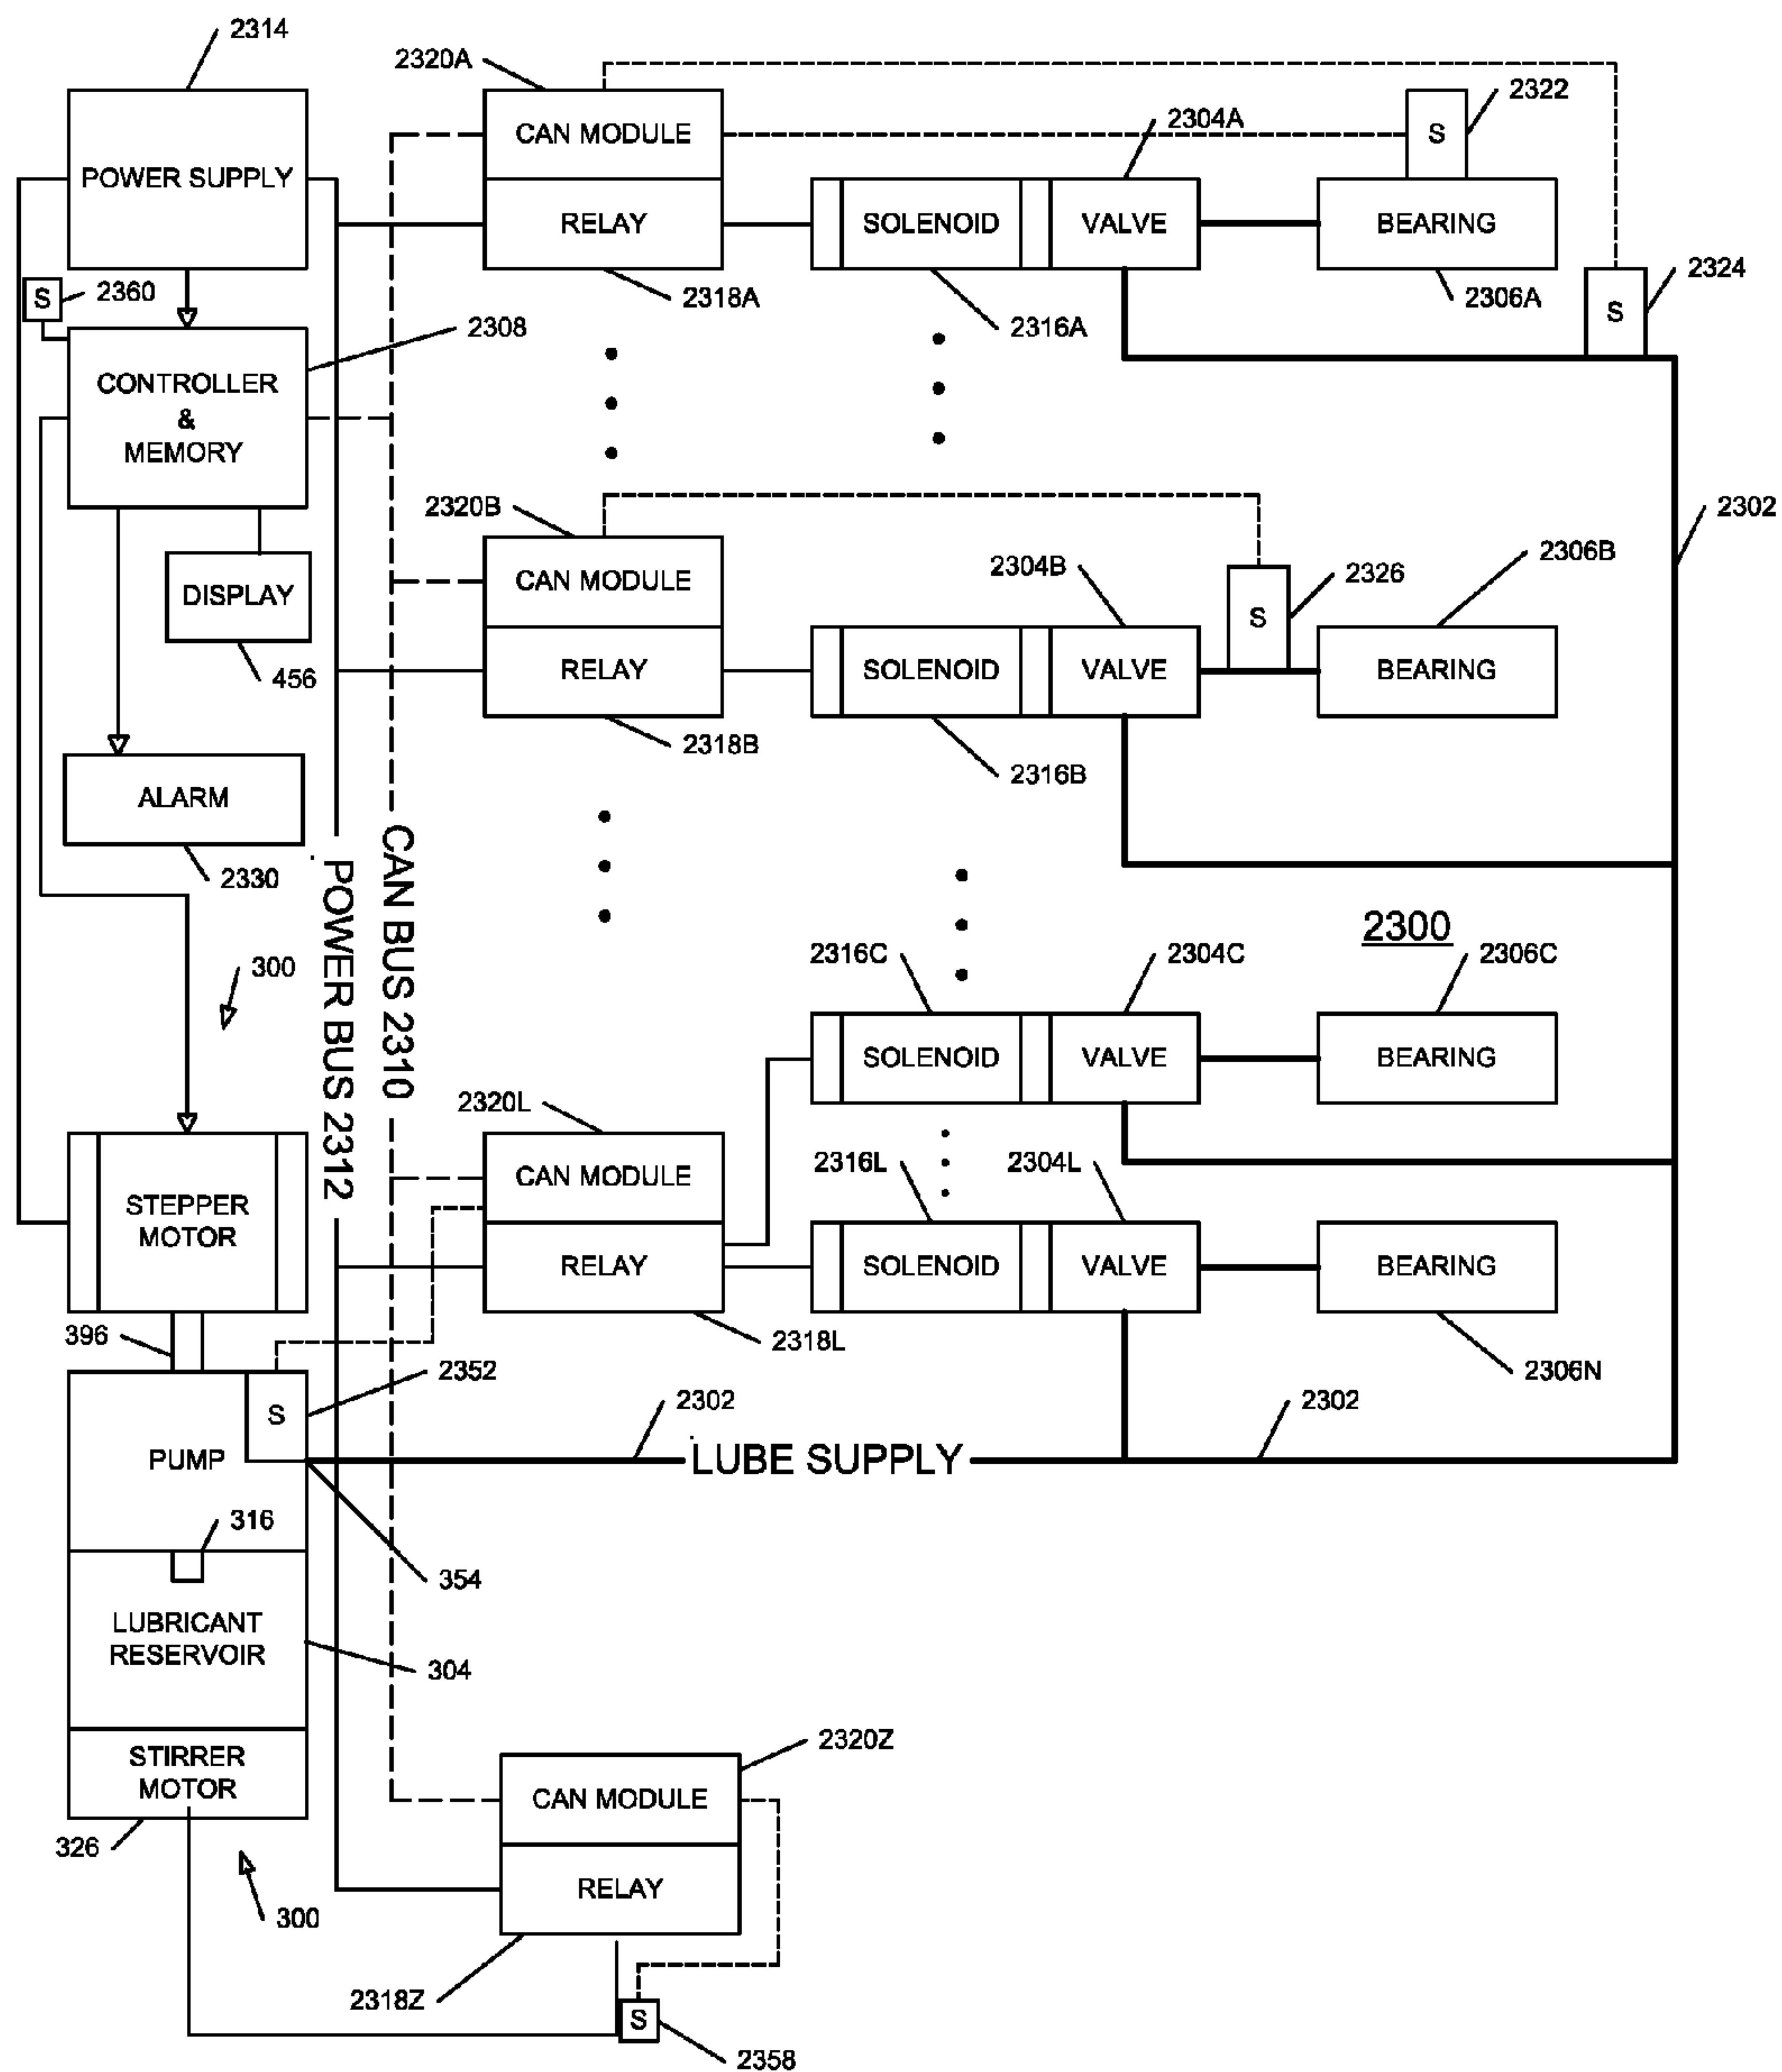 2314
2320A
2322
CAN MODULE
2304A
S
POWER SUPPLY
RELAY
SOLENOID
VALVE
BEARING
2324
S
2360
2318A
2316A
2306A
S
2308
CONTROLLER
&
MEMORY
2320B
2302
CAN MODULE
2304B
2306B
2326
DISPLAY
S
456
RELAY
SOLENOID
VALVE
BEARING
2318B
2316B
ALARM
2330
POWER BUS 2312
CAN BUS 2310
2300
300
2316C
2304C
2306C
SOLENOID
VALVE
BEARING
2320L
CAN MODULE
2316L
2304L
STEPPER
MOTOR
RELAY
SOLENOID
VALVE
BEARING
396
2318L
2352
2306N
S
2302
2302
PUMP
LUBE SUPPLY
316
354
LUBRICANT
RESERVOIR
304
STIRRER
MOTOR
2320Z
CAN MODULE
326
RELAY
300
2318Z
S
2358